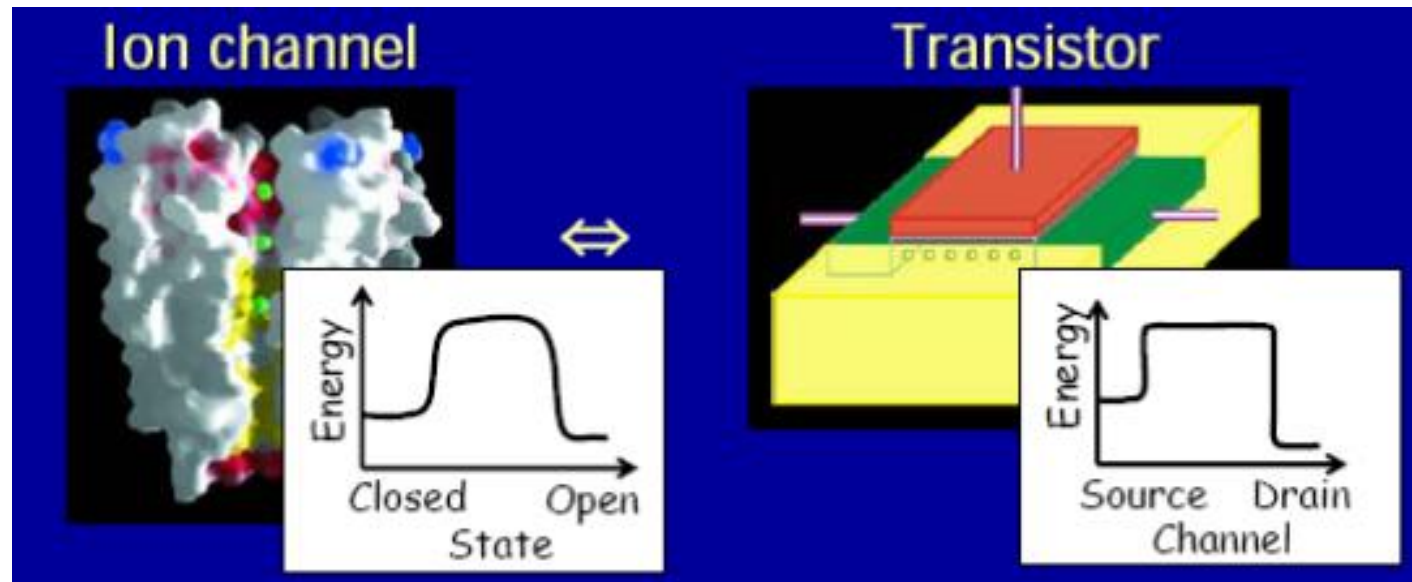 Ion channel
Transistor
⇔
Energy
Closed Open
State
Energy
Source Drain
Channel